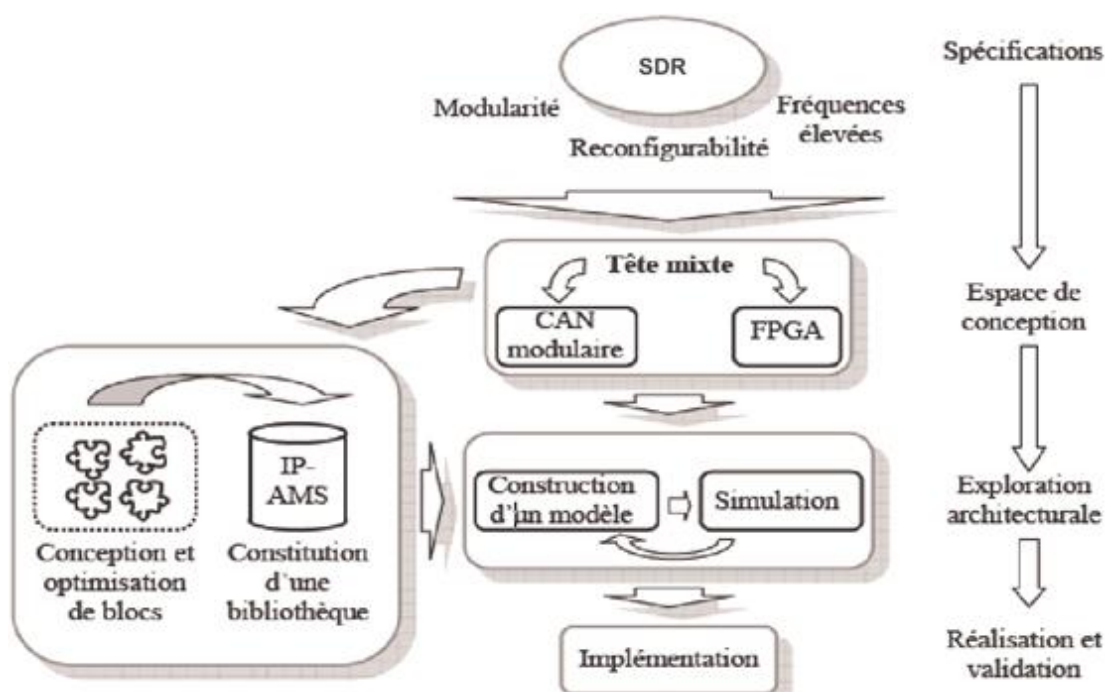 SDR
Modularité
Fréquences
élevées
Reconfigurabilité
Spécifications
Tête mixte
CAN
modulaire
FPGA
Espace de
conception
IP-
AMS
Conception et
optimisation
de blocs
Constitution
d'une
bibliothèque
Construction
d'un modèle
Simulation
Exploration
architecturale
Implémentation
Réalisation et
validation